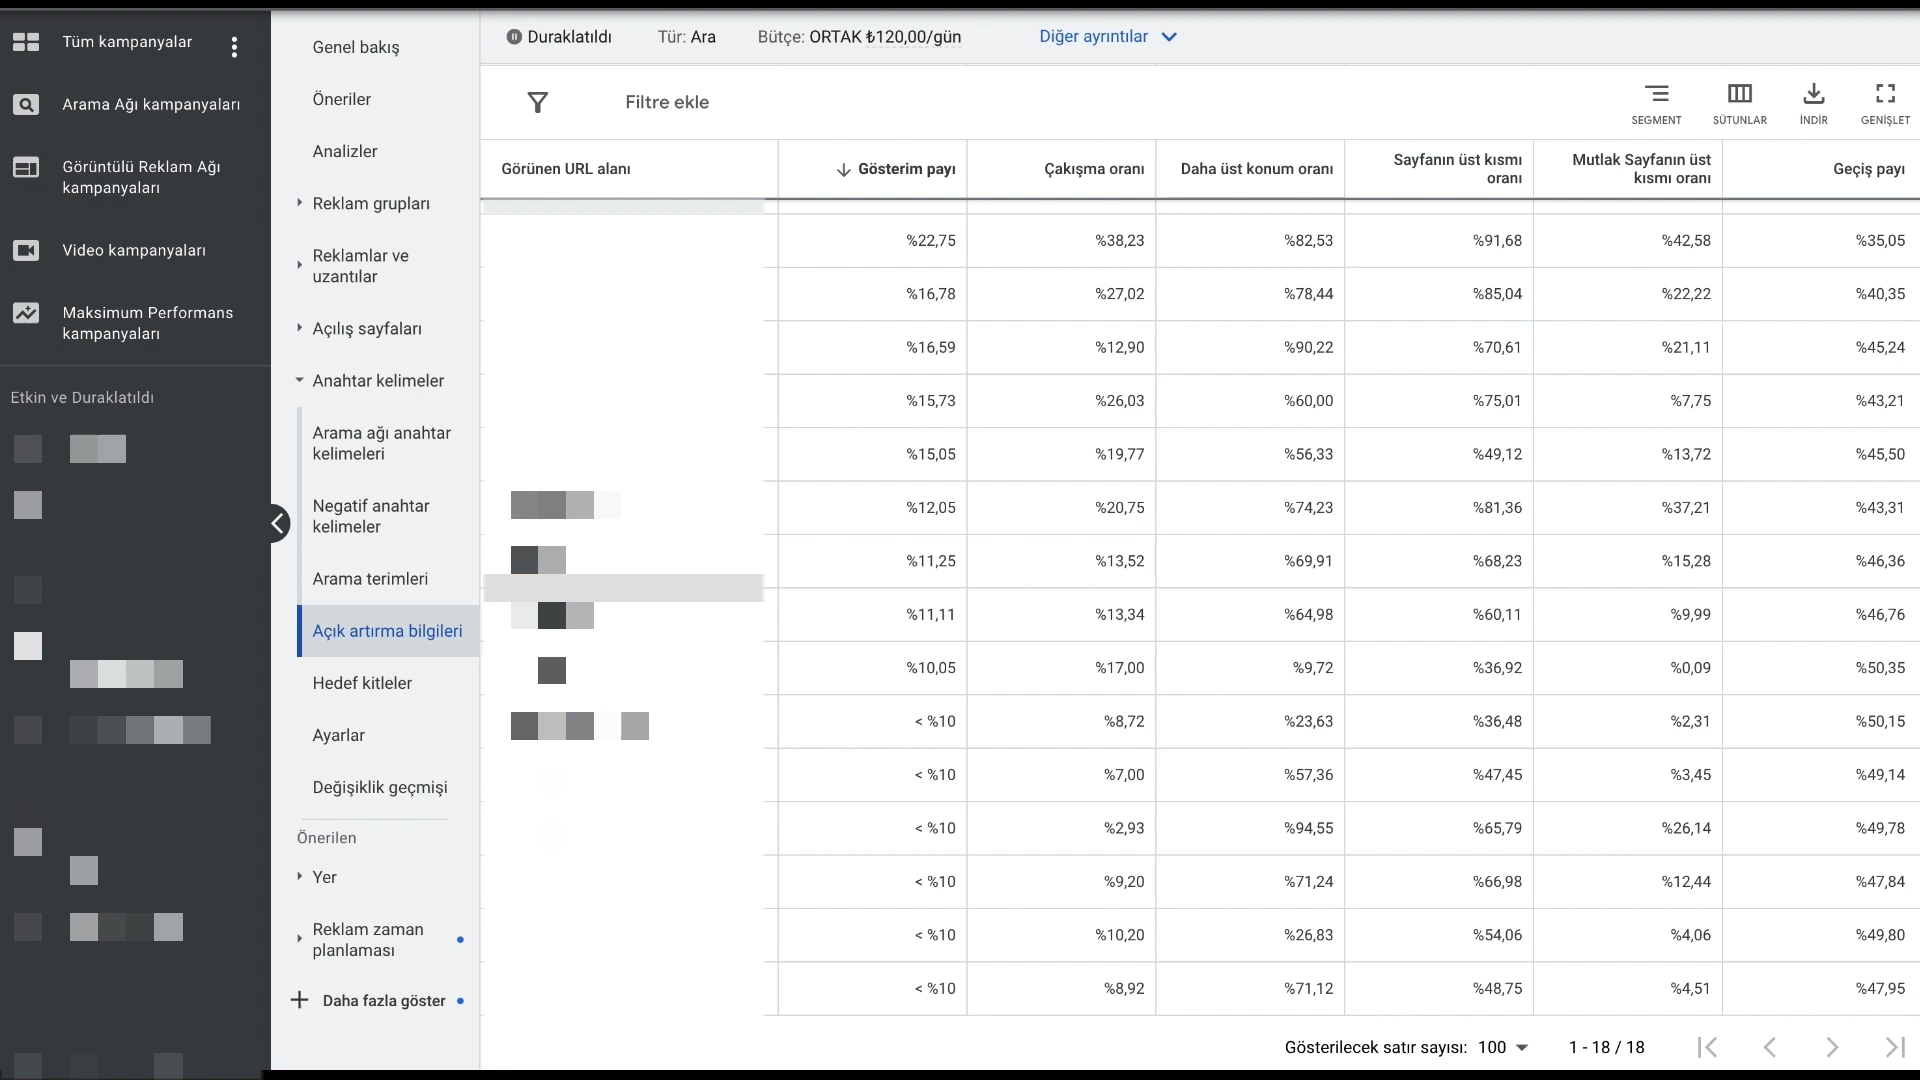 Tüm kampanyalar
Arama Ağı kampanyaları
Görüntülü Reklam Ağı
kampanyaları
Video kampanyaları
Maksimum Performans
kampanyaları
Etkin ve Duraklatıldı
Genel bakış
Öneriler
Analizler
Reklam grupları
Reklamlar ve
uzantılar
Açılış sayfaları
Anahtar kelimeler
Arama ağı anahtar
kelimeleri
Negatif anahtar
kelimeler
Arama terimleri
Açık artırma bilgileri
Hedef kitleler
Ayarlar
Değişiklik geçmişi
Önerilen
Yer
Reklam zaman
planlaması
Daha fazla göster
Duraklatıldı Tür: Ara Bütçe: ORTAK ₺120,00/gün Diğer ayrıntılar
Filtre ekle
SEGMENT SÜTUNLAR İNDİR GENİŞLET
Görünen URL alanı Gösterim payı Çakışma oranı Daha üst konum oranı Sayfanın üst kısmı oranı Mutlak Sayfanın üst kısmı oranı Geçiş payı
%22,75 %38,23 %82,53 %91,68 %42,58 %35,05
%16,78 %27,02 %78,44 %85,04 %22,22 %40,35
%16,59 %12,90 %90,22 %70,61 %21,11 %45,24
%15,73 %26,03 %60,00 %75,01 %7,75 %43,21
%15,05 %19,77 %56,33 %49,12 %13,72 %45,50
%12,05 %20,75 %74,23 %81,36 %37,21 %43,31
%11,25 %13,52 %69,91 %68,23 %15,28 %46,36
%11,11 %13,34 %64,98 %60,11 %9,99 %46,76
%10,05 %17,00 %9,72 %36,92 %0,09 %50,35
< %10 %8,72 %23,63 %36,48 %2,31 %50,15
< %10 %7,00 %57,36 %47,45 %3,45 %49,14
< %10 %2,93 %94,55 %65,79 %26,14 %49,78
< %10 %9,20 %71,24 %66,98 %12,44 %47,84
< %10 %10,20 %26,83 %54,06 %4,06 %49,80
< %10 %8,92 %71,12 %48,75 %4,51 %47,95
Gösterilecek satır sayısı: 100 1 - 18 / 18